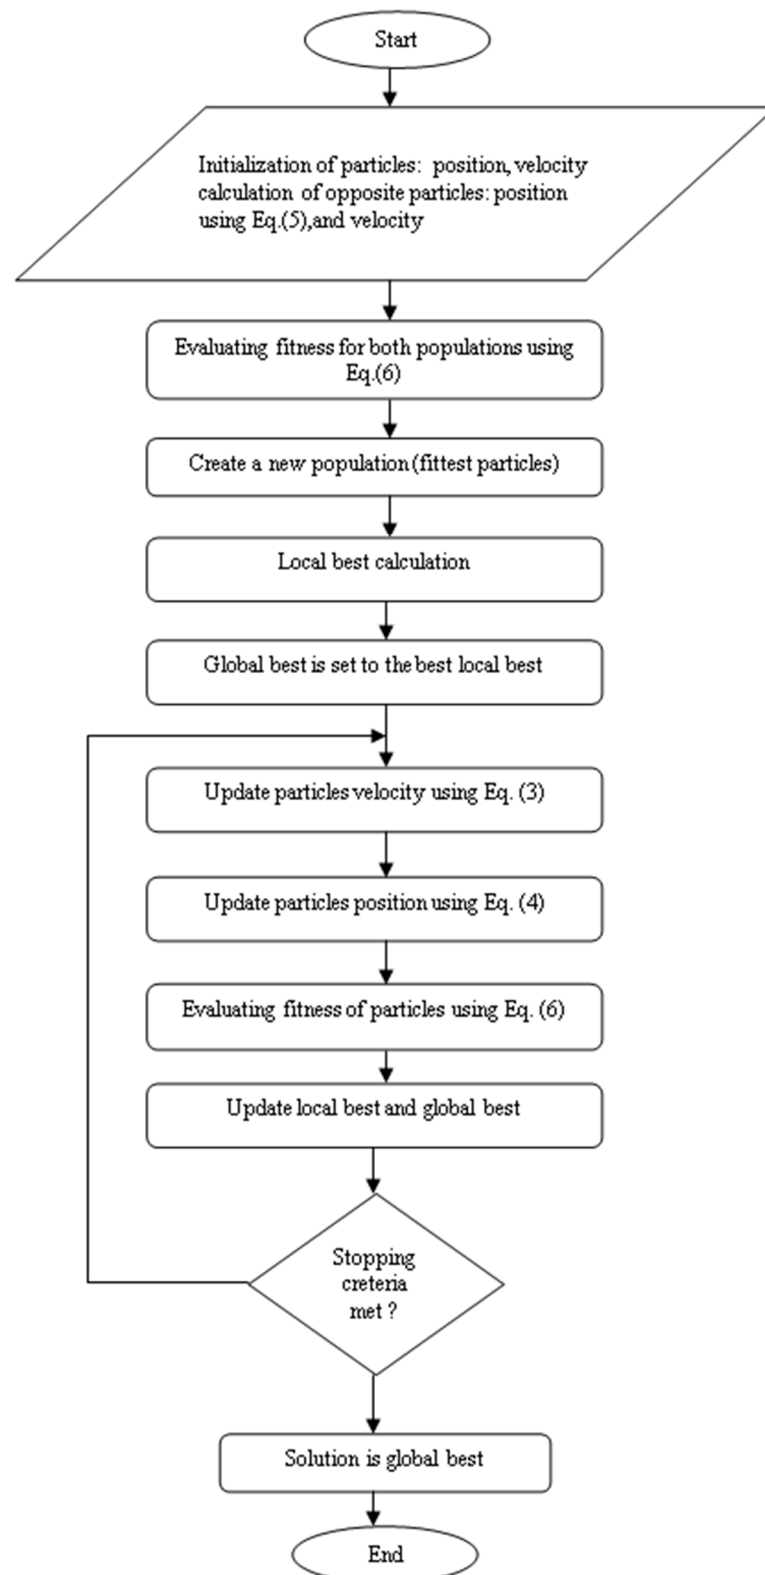 Start
Initialization of particles: position, velocity
calculation of opposite particles: position
using Eq.(5),and velocity
Evaluating fitness for both populations using
Eq.(6)
Create a new population (fittest particles)
Local best calculation
Global best is set to the best local best
Update particles velocity using Eq. (3)
Update particles position using Eq. (4)
Evaluating fitness of particles using Eq. (6)
Update local best and global best
Stopping
creteria
met ?
Solution is global best
End